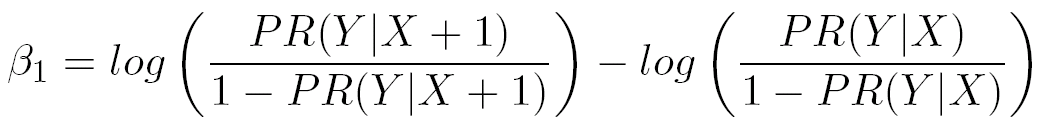 β₁ = log ( PR(Y|X + 1) / 1 − PR(Y|X + 1) ) − log ( PR(Y|X) / 1 − PR(Y|X) )